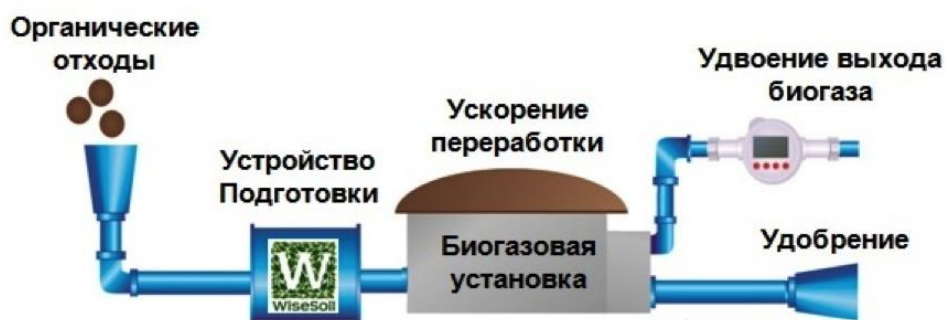 Органические
отходы
Удвоение выхода
биогаза
Ускорение
переработки
Устройство
Подготовки
Биогазовая
установка
Удобрение
W
WISeSoil